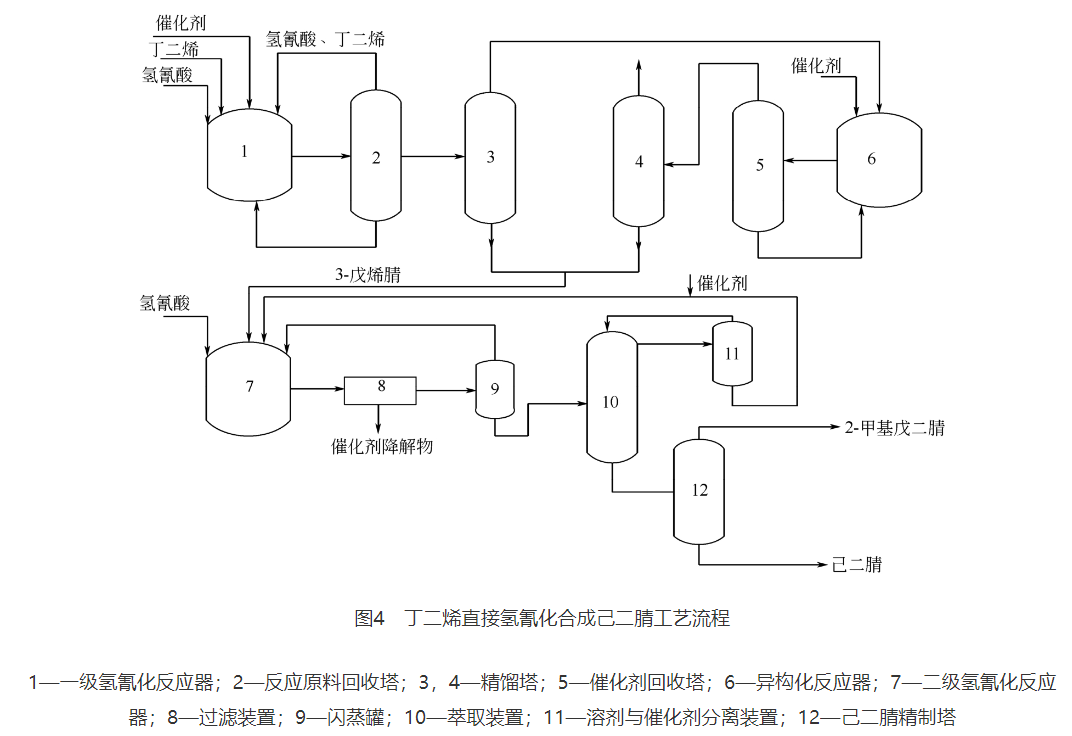 催化剂
丁二烯
氢氰酸
氢氰酸、丁二烯
催化剂
1
2
3
4
5
6
3-戊烯腈
催化剂
氢氰酸
7
8
9
10
11
催化剂降解物
2-甲基戊二腈
12
己二腈
图4 丁二烯直接氢氰化合成己二腈工艺流程
1—一级氢氰化反应器；2—反应原料回收塔；3，4—精馏塔；5—催化剂回收塔；6—异构化反应器；7—二级氢氰化反应
器；8—过滤装置；9—闪蒸罐；10—萃取装置；11—溶剂与催化剂分离装置；12—己二腈精制塔